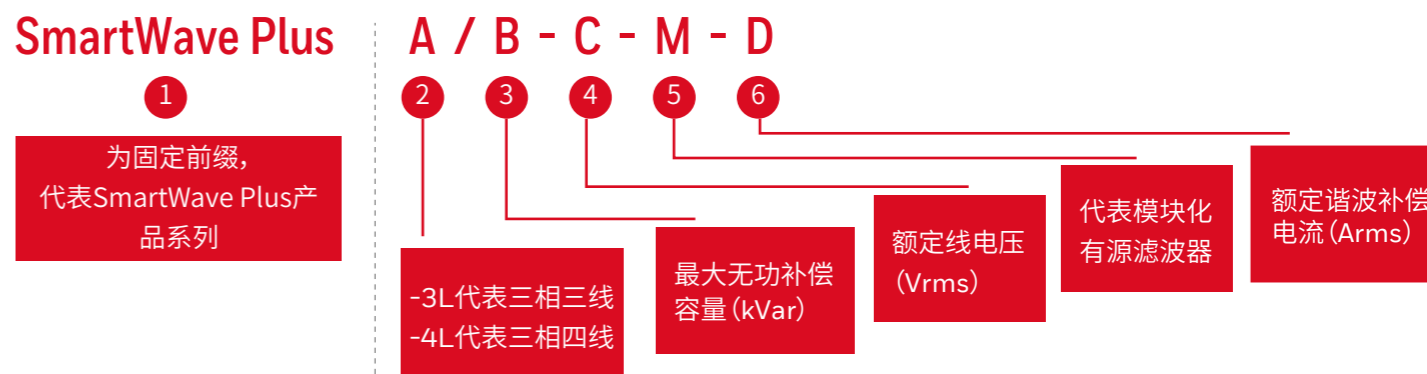 SmartWave Plus
A / B - C - M - D
1
2
3
4
5
6
为固定前缀，
代表SmartWave Plus产
品系列
-3L代表三相三线
-4L代表三相四线
最大无功补偿
容量（kVar）
额定线电压
（Vrms）
代表模块化
有源滤波器
额定谐波补偿
电流（Arms）